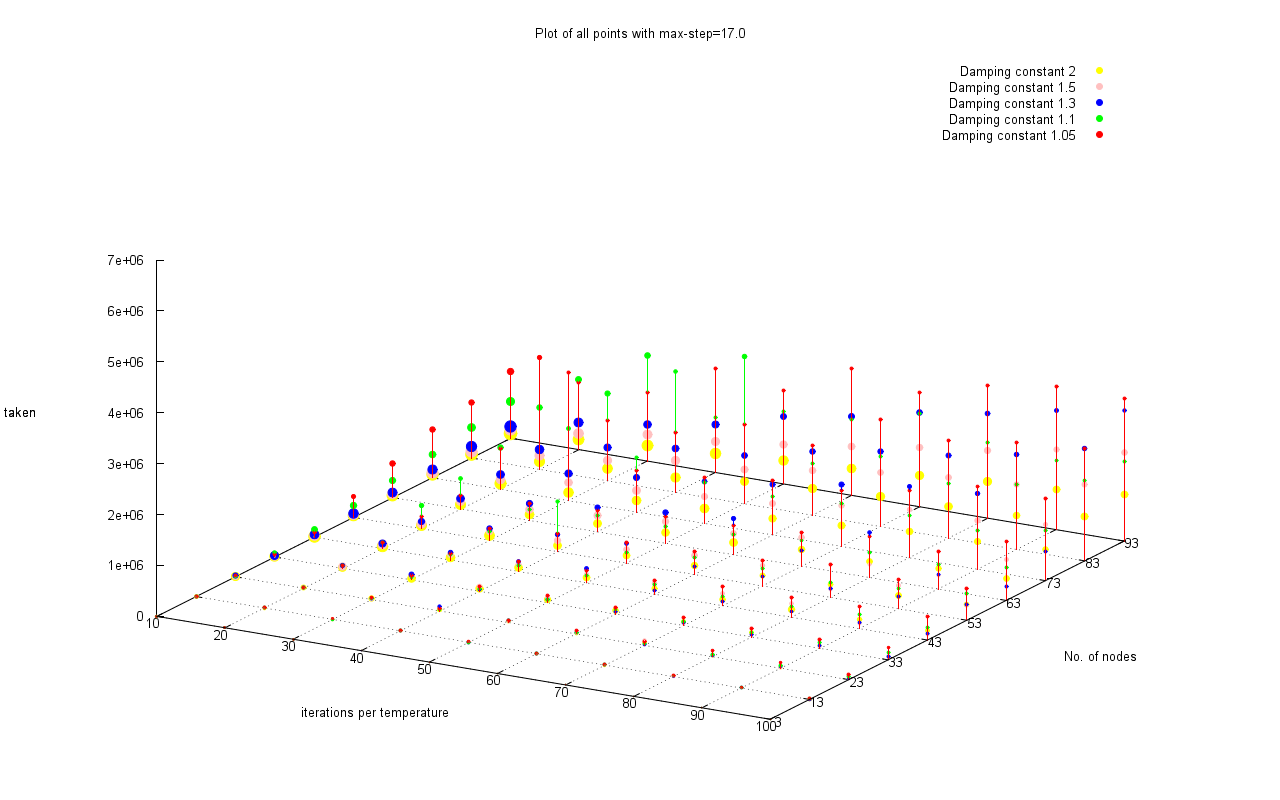 Plot of all points with max-step=17.0
Damping constant 2
Damping constant 1.5
Damping constant 1.3
Damping constant 1.1
Damping constant 1.05
7e+06
6e+06
5e+06
4e+06
taken
3e+06
2e+06
1e+06
0
10
20
30
40
50
60
70
80
90
100
3
13
23
33
43
53
63
73
83
93
No. of nodes
iterations per temperature